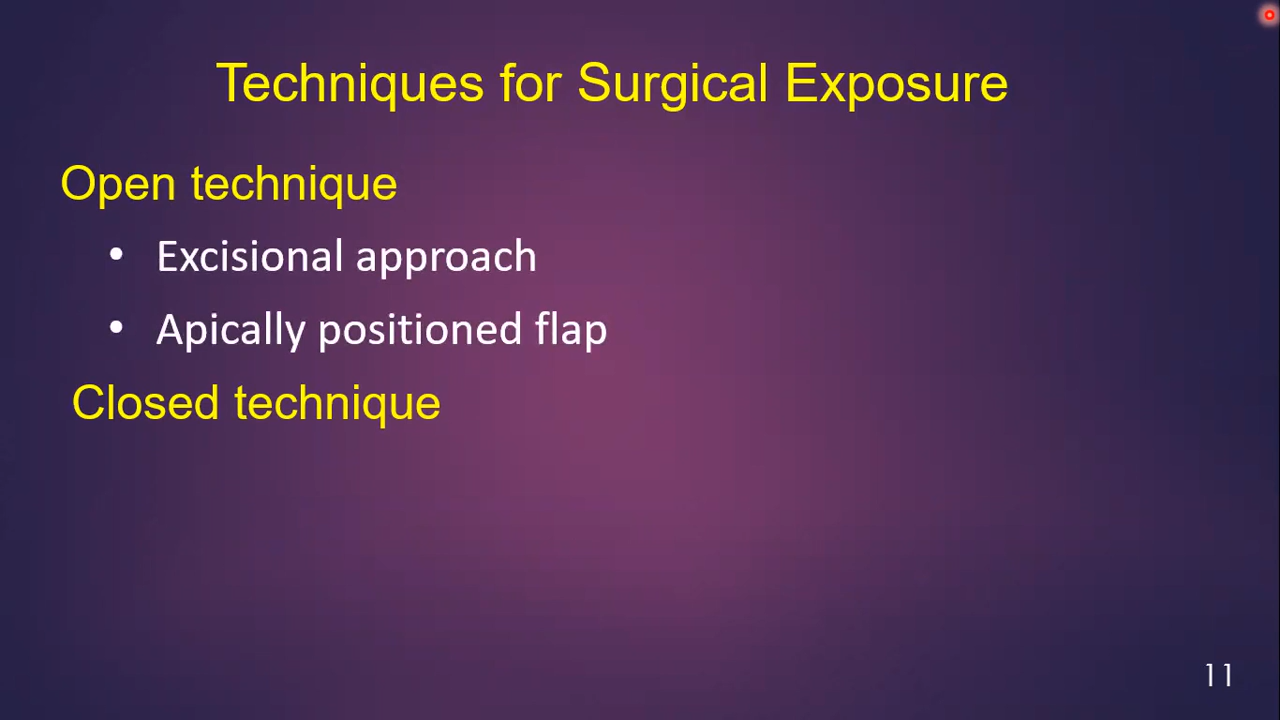 Techniques for Surgical Exposure
Open technique
• Excisional approach
• Apically positioned flap
Closed technique
11